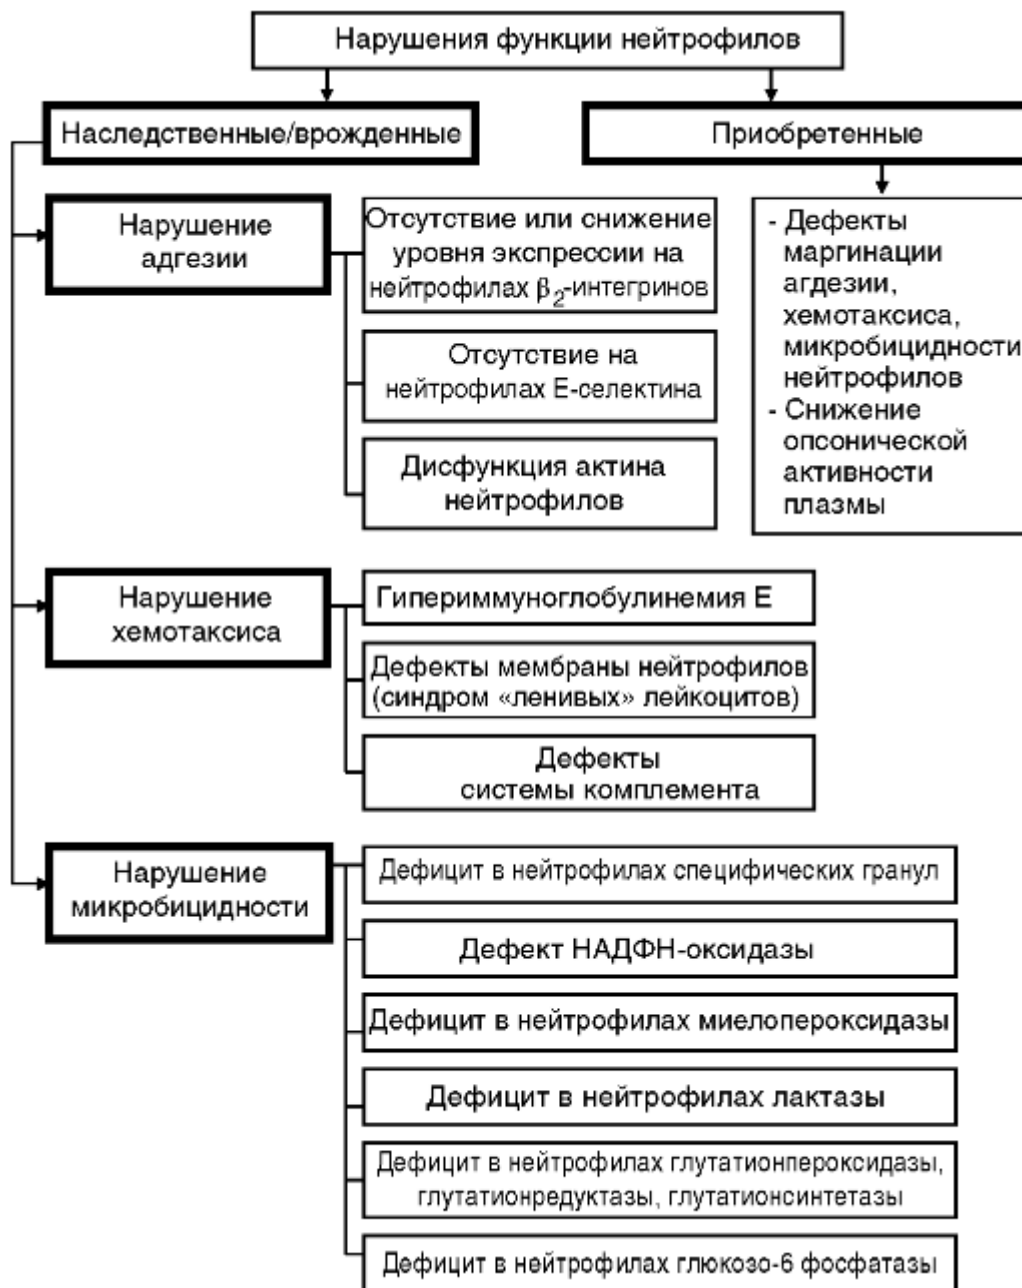 Нарушения функции нейтрофилов
Наследственные/врожденные
Приобретенные
Нарушение
адгезии
Отсутствие или снижение
уровня экспрессии на
нейтрофилах β₂-интегринов
Отсутствие на
нейтрофилах Е-селектина
Дисфункция актина
нейтрофилов
- Дефекты
маргинации
агдезии,
хемотаксиса,
микробицидности
нейтрофилов
- Снижение
опсонической
активности
плазмы
Нарушение
хемотаксиса
Гипериммуноглобулинемия Е
Дефекты мембраны нейтрофилов
(синдром «ленивых» лейкоцитов)
Дефекты
системы комплемента
Нарушение
микробицидности
Дефицит в нейтрофилах специфических гранул
Дефект НАДФН-оксидазы
Дефицит в нейтрофилах миелопероксидазы
Дефицит в нейтрофилах лактазы
Дефицит в нейтрофилах глутатионпероксидазы,
глутатионредуктазы, глутатионсинтетазы
Дефицит в нейтрофилах глюкозо-6 фосфатазы